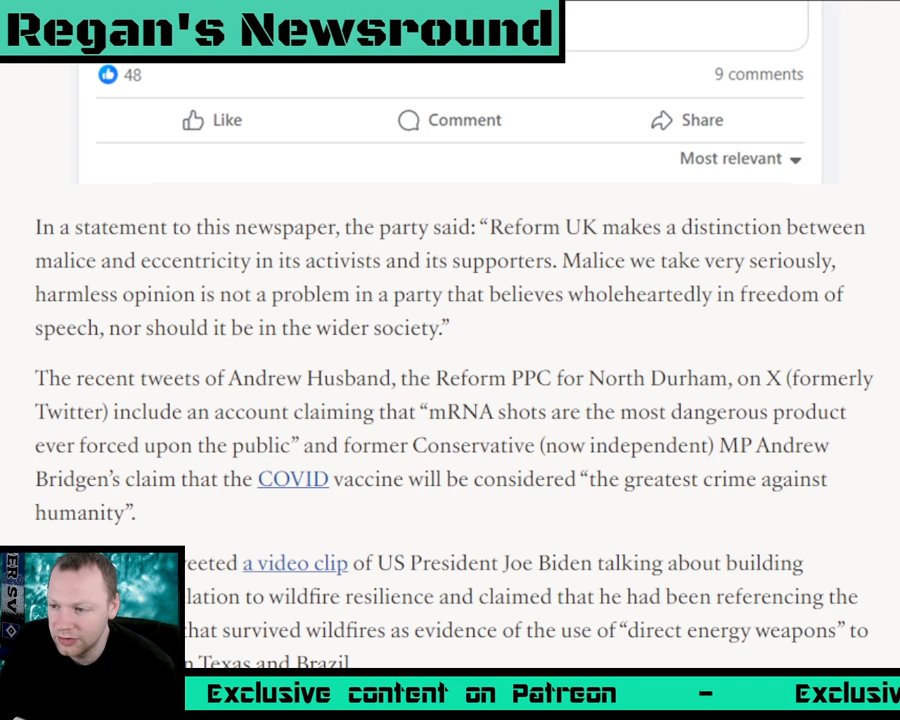 Regan's Newsround
48
9 comments
Like
Comment
Share
Most relevant
In a statement to this newspaper, the party said: “Reform UK makes a distinction between
malice and eccentricity in its activists and its supporters. Malice we take very seriously,
harmless opinion is not a problem in a party that believes wholeheartedly in freedom of
speech, nor should it be in the wider society.”
The recent tweets of Andrew Husband, the Reform PPC for North Durham, on X (formerly
Twitter) include an account claiming that “mRNA shots are the most dangerous product
ever forced upon the public” and former Conservative (now independent) MP Andrew
Bridgen’s claim that the COVID vaccine will be considered “the greatest crime against
humanity”.
eeted a video clip of US President Joe Biden talking about building
lation to wildfire resilience and claimed that he had been referencing the
hat survived wildfires as evidence of the use of “direct energy weapons” to
n Texas and Brazil
ER SV
Exclusive content on Patreon - Exclusiv